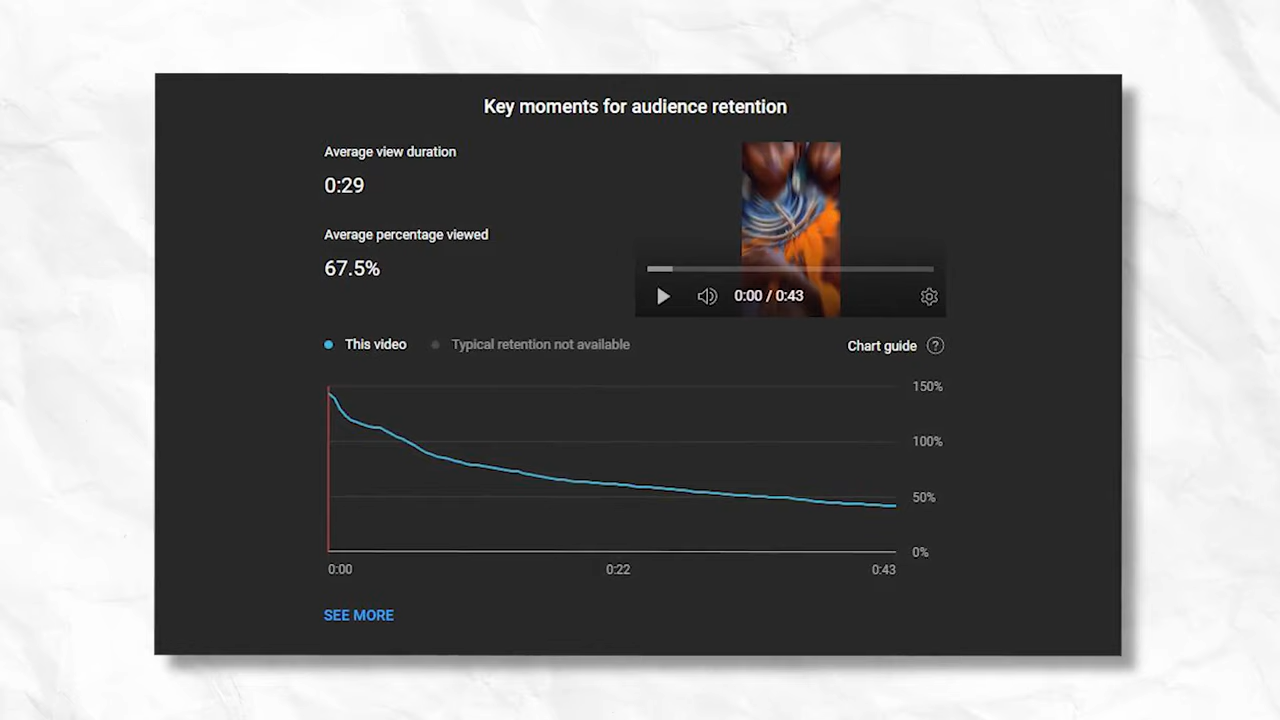 Key moments for audience retention
Average view duration
0:29
Average percentage viewed
67.5%
0:00 / 0:43
This video
Typical retention not available
Chart guide ?
150%
100%
50%
0%
0:00
0:22
0:43
SEE MORE